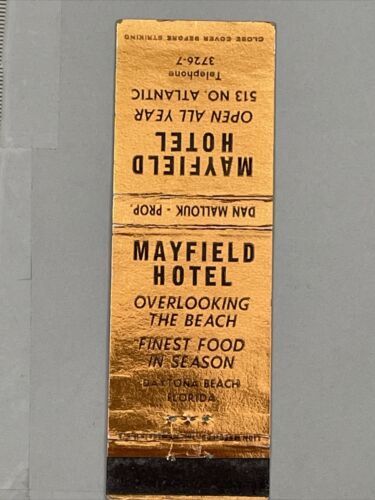 MAYFIELD
HOTEL
OPEN ALL YEAR
513 NO. ATLANTIC
Telephone
3726-7
CLOSE COVER BEFORE STRIKING
DAN MALLOUK - PROP.
MAYFIELD
HOTEL
OVERLOOKING
THE BEACH
FINEST FOOD
IN SEASON
DAYTONA BEACH
FLORIDA